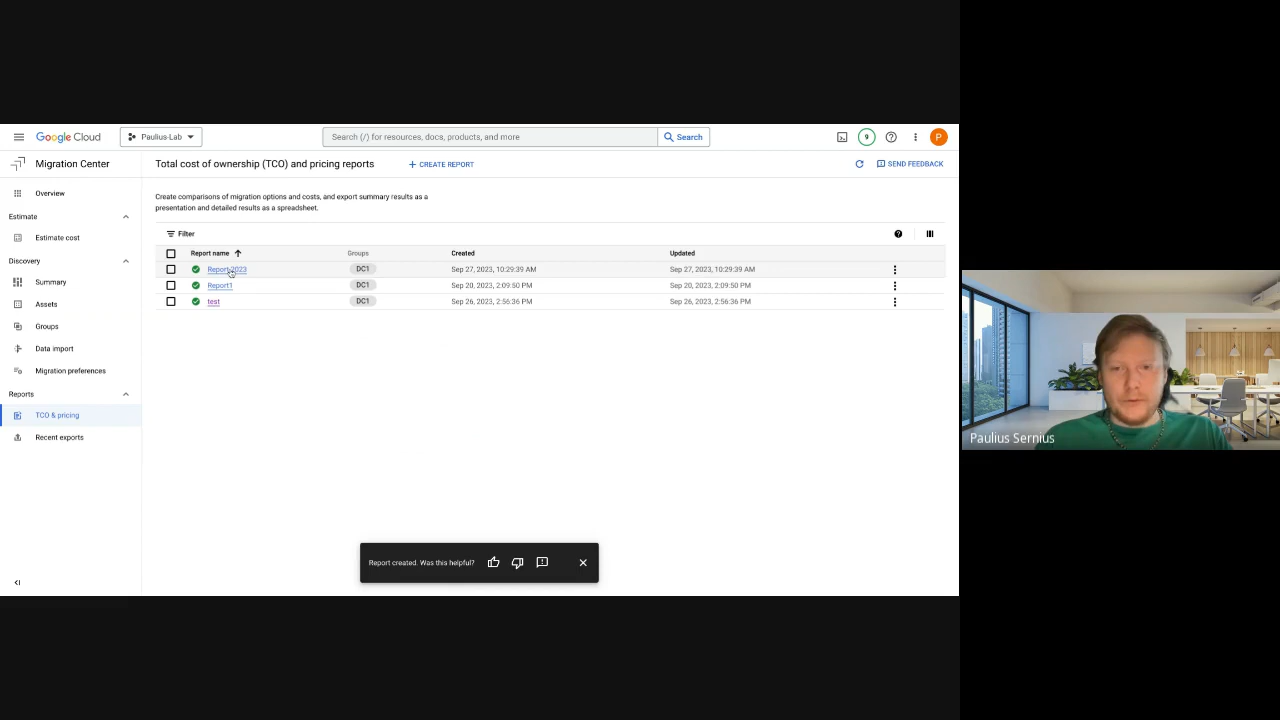 Google Cloud
Paulius-Lab
Search (/) for resources, docs, products, and more
Search
9
P
Migration Center
Total cost of ownership (TCO) and pricing reports
CREATE REPORT
SEND FEEDBACK
Overview
Estimate
Estimate cost
Discovery
Summary
Assets
Groups
Data import
Migration preferences
Reports
TCO & pricing
Recent exports
Create comparisons of migration options and costs, and export summary results as a
presentation and detailed results as a spreadsheet.
Filter
Report name Groups Created Updated
Report 2023 DC1 Sep 27, 2023, 10:29:39 AM Sep 27, 2023, 10:29:39 AM
Report1 DC1 Sep 20, 2023, 2:09:50 PM Sep 20, 2023, 2:09:50 PM
test DC1 Sep 26, 2023, 2:56:36 PM Sep 26, 2023, 2:56:36 PM
Report created. Was this helpful?
Paulius Sernius